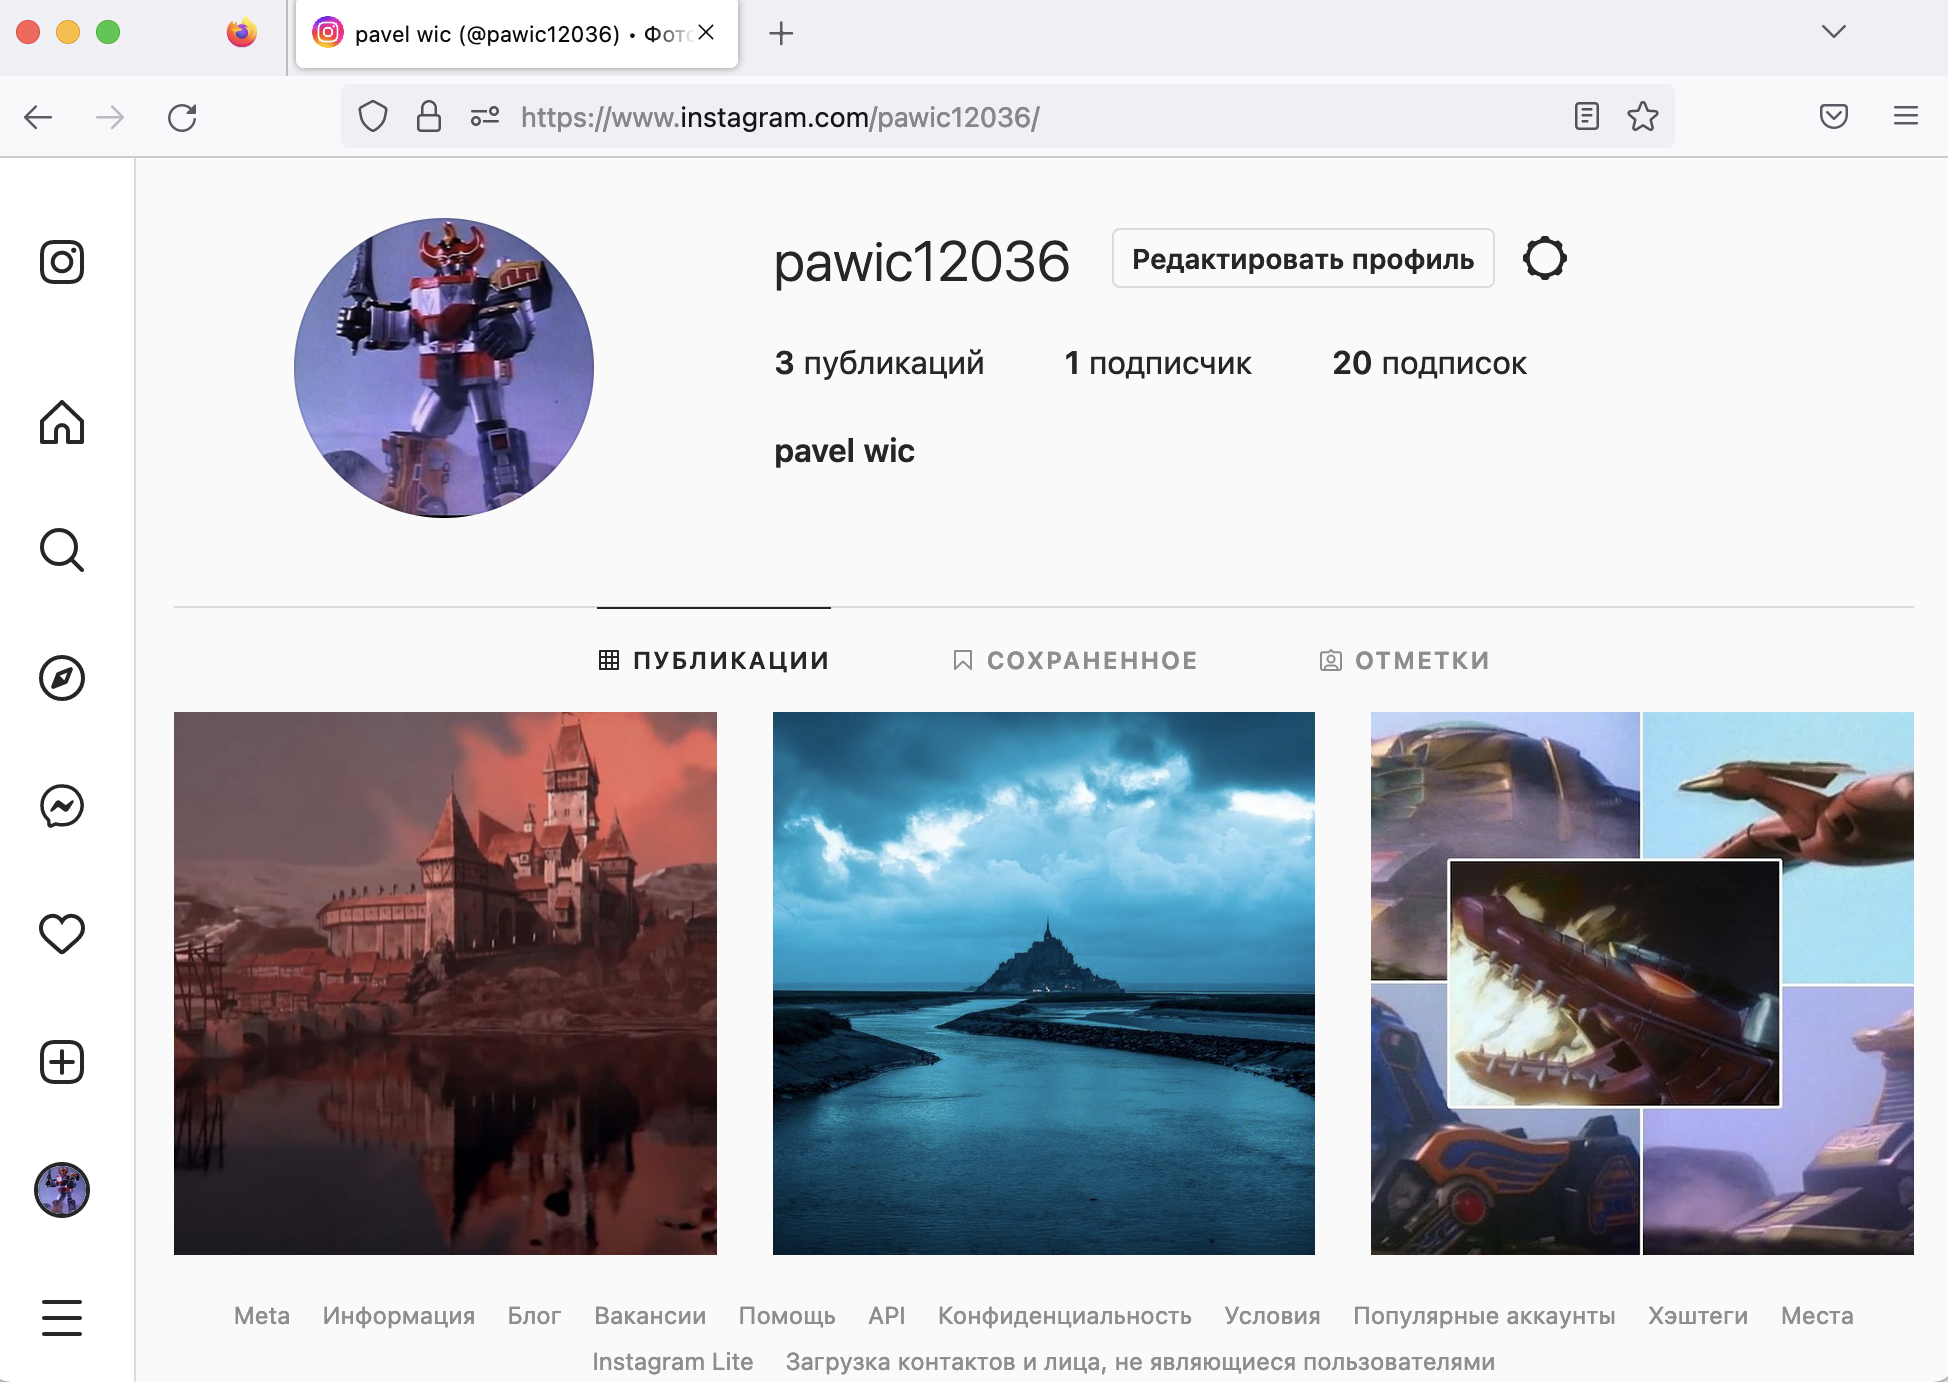 pavel wic (@pawic12036) • Фото
https://www.instagram.com/pawic12036/
pawic12036 Редактировать профиль
3 публикаций 1 подписчик 20 подписок
pavel wic
ПУБЛИКАЦИИ СОХРАНЕННОЕ ОТМЕТКИ
Meta Информация Блог Вакансии Помощь API Конфиденциальность Условия Популярные аккаунты Хэштеги Места
Instagram Lite Загрузка контактов и лица, не являющиеся пользователями